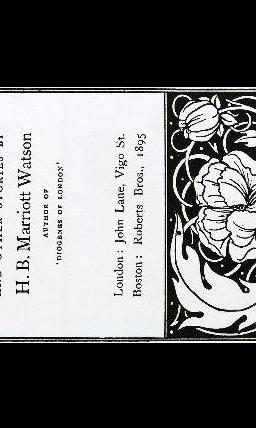 AND OTHER STORIES BY
H. B. Marriott Watson
AUTHOR OF
'DIOGENES OF LONDON'
London: John Lane, Vigo St.
Boston: Roberts Bros., 1895